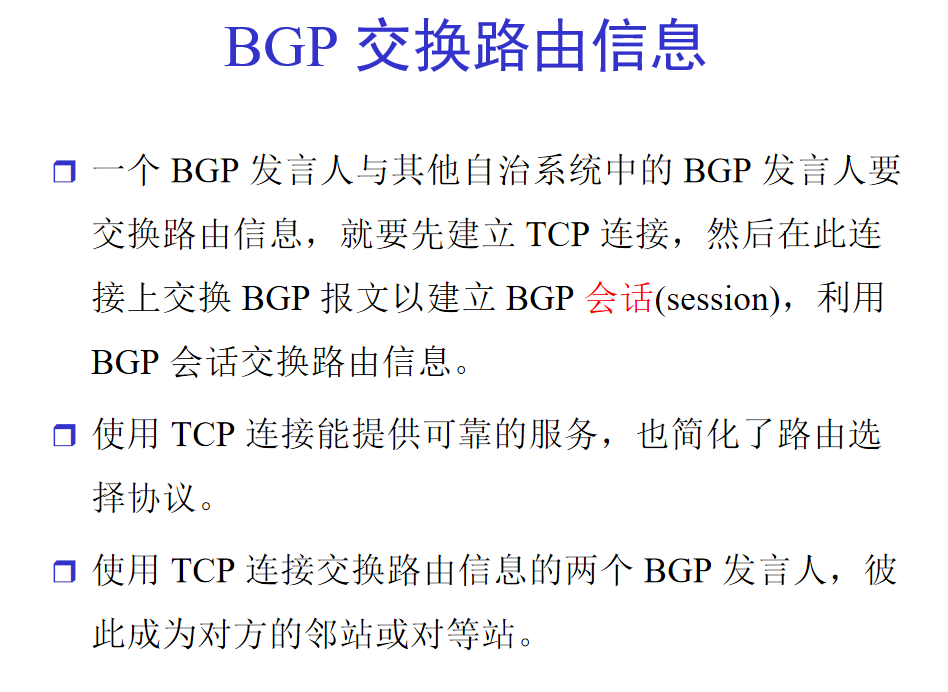 BGP 交换路由信息
一个 BGP 发言人与其他自治系统中的 BGP 发言人要
交换路由信息，就要先建立 TCP 连接，然后在此连
接上交换 BGP 报文以建立 BGP 会话(session)，利用
BGP 会话交换路由信息。
使用 TCP 连接能提供可靠的服务，也简化了路由选
择协议。
使用 TCP 连接交换路由信息的两个 BGP 发言人，彼
此成为对方的邻站或对等站。